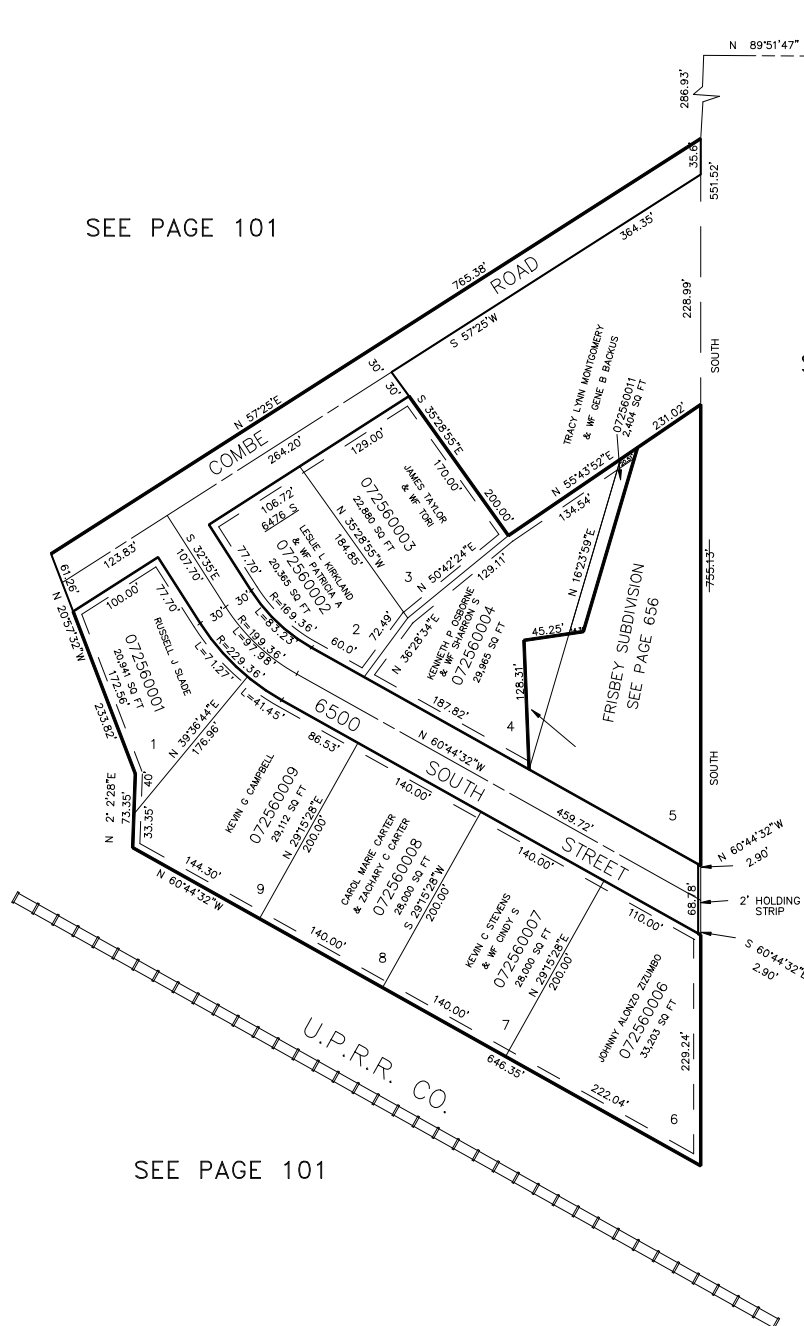 N 89°51'47"
286.93'
35.6'
551.52'
SEE PAGE 101
364.35'
765.38'
ROAD
228.99'
S 57°25'W
SOUTH
TRACY LYNN MONTGOMERY
& WF GENE B BACKUS
072560011
2,404 SQ FT
30'
30'
N 57°25'E
S 35°28'55"E
231.02'
COMBE
264.20'
129.00'
170.00'
200.00'
N 55°43'52"E
134.54'
JAMES TAYLOR
& WF TORI
072560003
22,880 SQ FT
N 35°28'55"W
184.85'
3
106.72'
6476 S
LESLIE L KIRKLAND
& WF PATRICIA A
072560002
20,365 SQ FT
2
60.0'
72.49'
N 50°42'24"E
129.11'
N 16°23'59"E
755.13'
123.83'
S 32°35'E
107.70'
77.70'
30'
30'
R=169.36'
L=83.23'
R=199.36'
L=97.98'
R=229.36'
L=71.27'
L=41.45'
61.26'
N 20°57'32"W
100.00'
77.70'
RUSSELL J SLADE
072560001
20,941 SQ FT
172.56'
233.82'
1
40'
N 36°28'34"E
KENNETH P OSBORNE
& WF SHARRON S
072560004
29,865 SQ FT
187.82'
4
45.25'
128.31'
FRISBEY SUBDIVISION
SEE PAGE 656
5
SOUTH
N 39°36'44"E
176.96'
N 2° 2'28"E
73.35'
33.35'
6500
SOUTH
STREET
N 60°44'32"W
459.72'
86.53'
140.00'
140.00'
110.00'
N 60°44'32"W
2.90'
68.78'
2' HOLDING
STRIP
S 60°44'32"E
2.90'
KEVIN G CAMPBELL
072560009
29,112 SQ FT
N 29°15'28"E
200.00'
9
144.30'
N 60°44'32"W
CAROL MARIE CARTER
& ZACHARY C CARTER
072560008
28,000 SQ FT
S 29°15'28"W
200.00'
8
140.00'
KEVIN C STEVENS
& WF CINDY S
072560007
28,000 SQ FT
N 29°15'28"E
200.00'
7
140.00'
JOHNNY ALONZO ZIZUMBO
072560006
33,203 SQ FT
229.24'
6
222.04'
646.35'
U.P.R.R. CO.
SEE PAGE 101